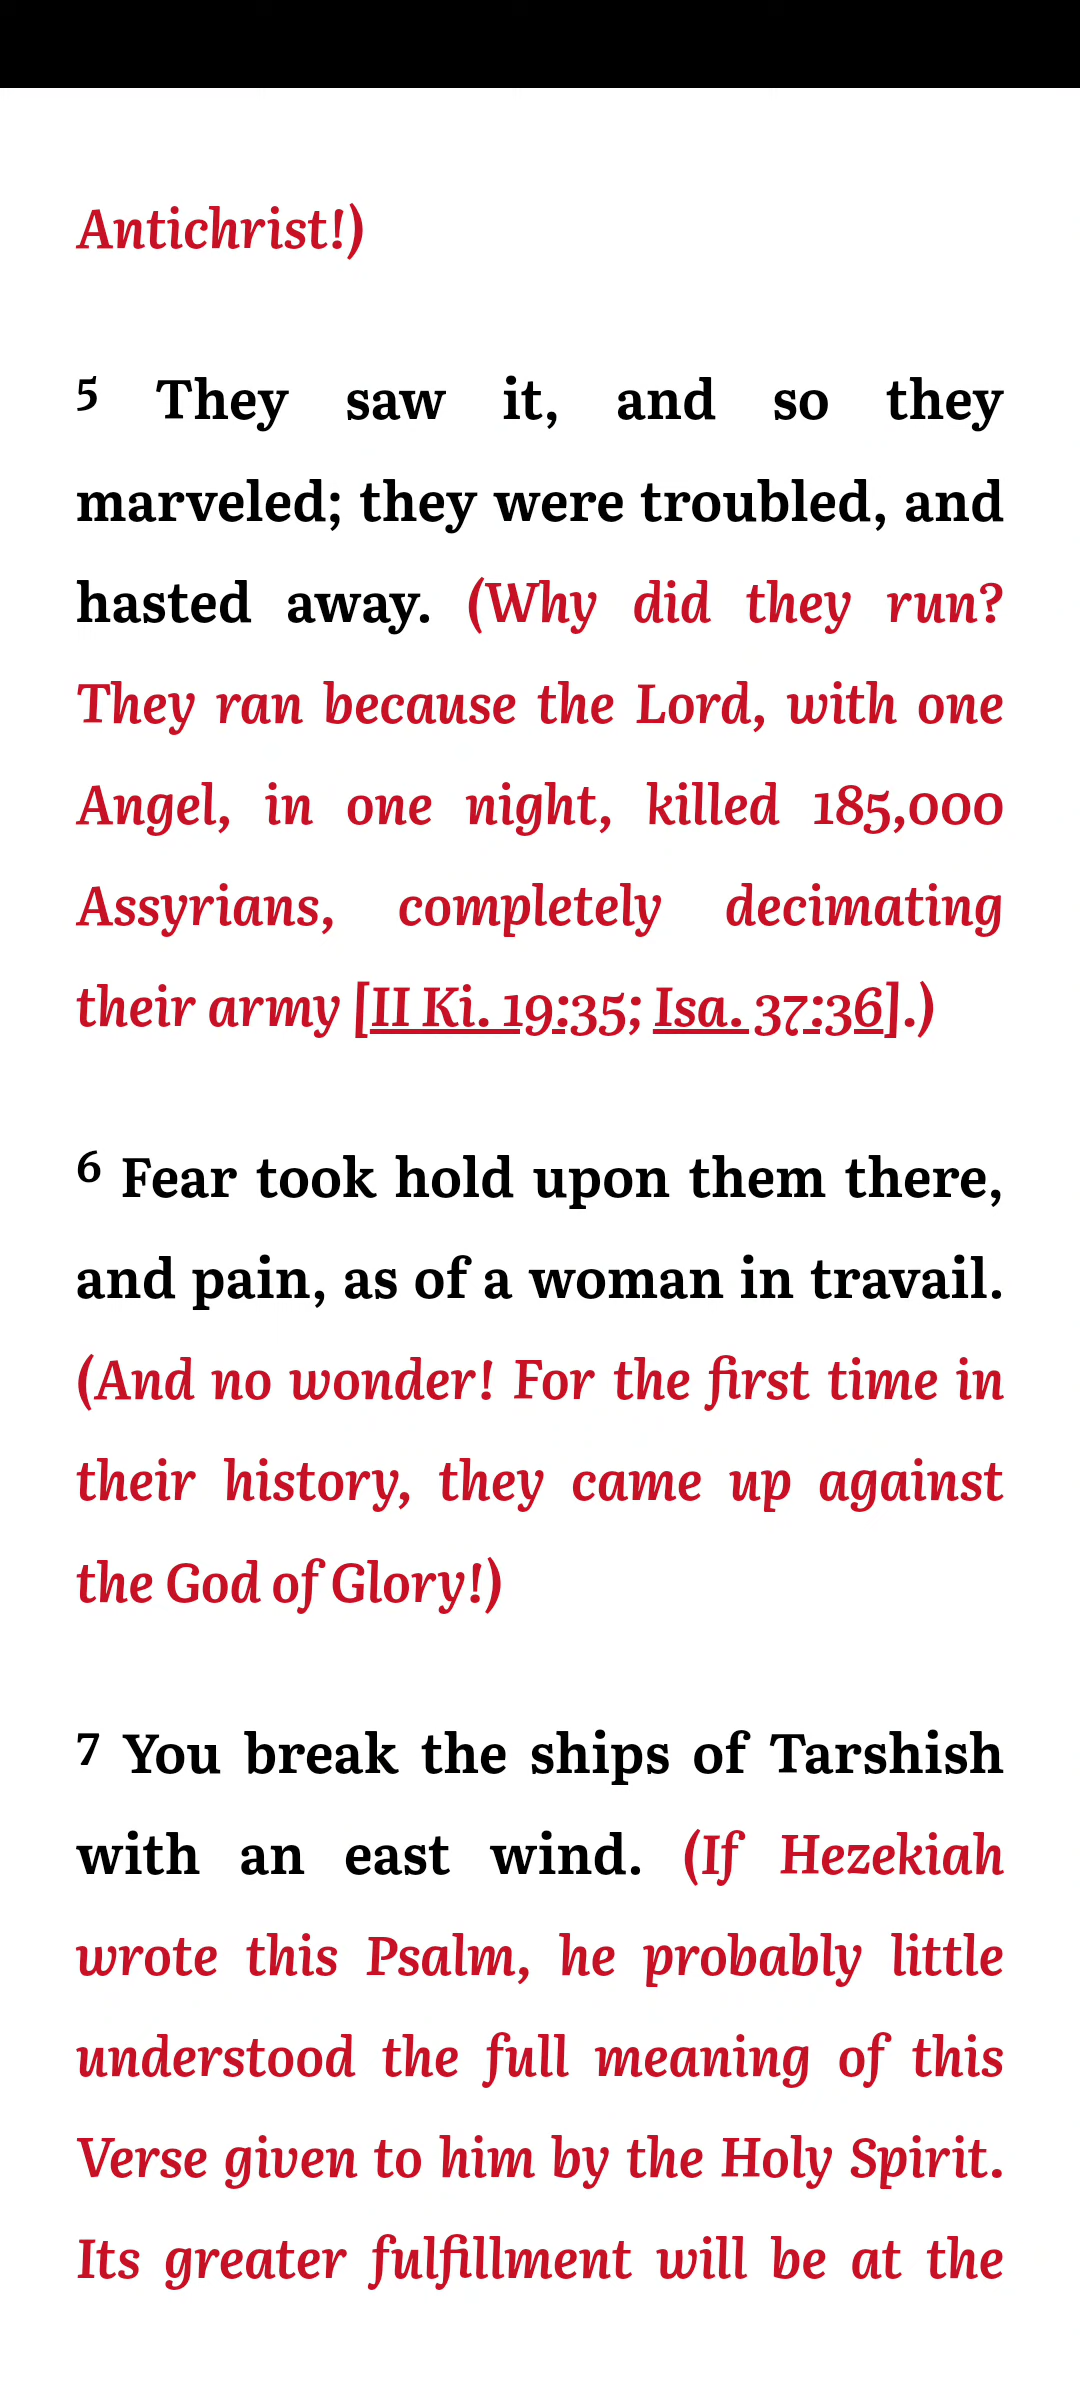 Antichrist!)
5 They saw it, and so they
marveled; they were troubled, and
hasted away. (Why did they run?
They ran because the Lord, with one
Angel, in one night, killed 185,000
Assyrians, completely decimating
their army [II Ki. 19:35; Isa. 37:36].)
6 Fear took hold upon them there,
and pain, as of a woman in travail.
(And no wonder! For the first time in
their history, they came up against
the God of Glory!)
7 You break the ships of Tarshish
with an east wind. (If Hezekiah
wrote this Psalm, he probably little
understood the full meaning of this
Verse given to him by the Holy Spirit.
Its greater fulfillment will be at the